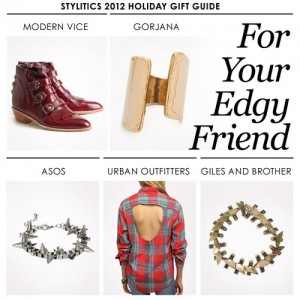 STYLITICS 2012 HOLIDAY GIFT GUIDE
MODERN VICE
GORJANA
For
Your
Edgy
Friend
ASOS
URBAN OUTFITTERS
GILES AND BROTHER